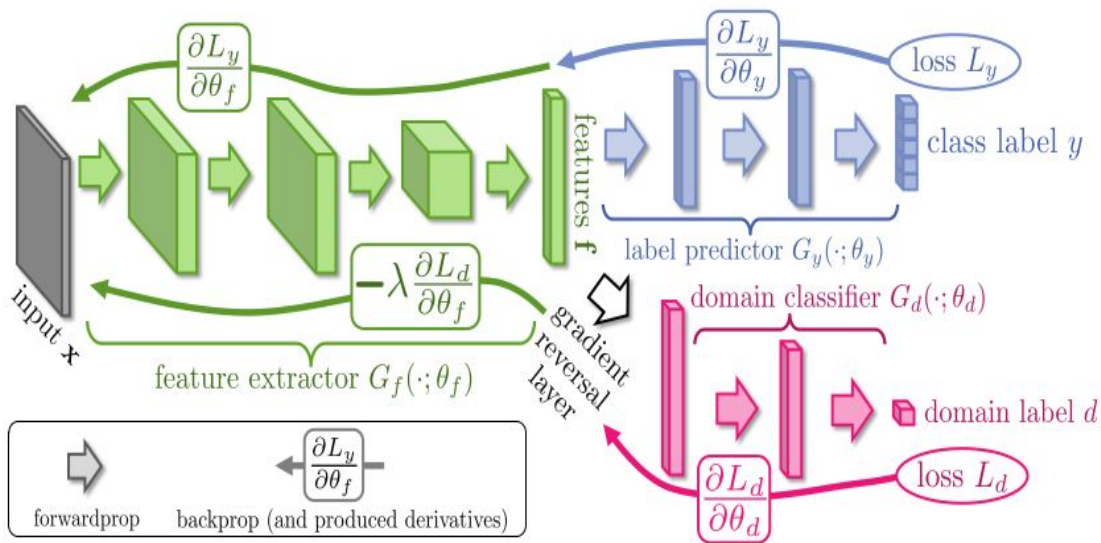 ∂L_y/∂θ_f
∂L_y/∂θ_y
loss L_y
features f
class label y
label predictor G_y(·; θ_y)
−λ ∂L_d/∂θ_f
input x
feature extractor G_f(·; θ_f)
gradient
reversal
layer
domain classifier G_d(·; θ_d)
domain label d
∂L_d/∂θ_d
loss L_d
∂L_y/∂θ_f
forwardprop
backprop (and produced derivatives)